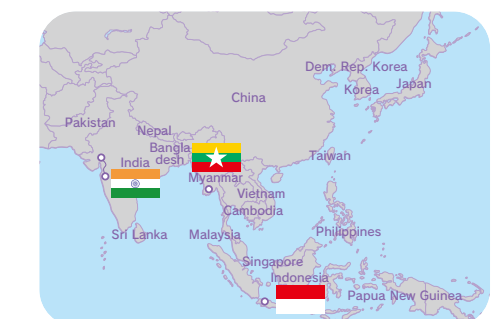 Dem. Rep. Korea
Japan
Korea
China
Pakistan
Nepal
Bangla
desh
Taiwan
India
Myanmar
Vietnam
Cambodia
Sri Lanka
Malaysia
Philippines
Singapore
Indonesia
Papua New Guinea